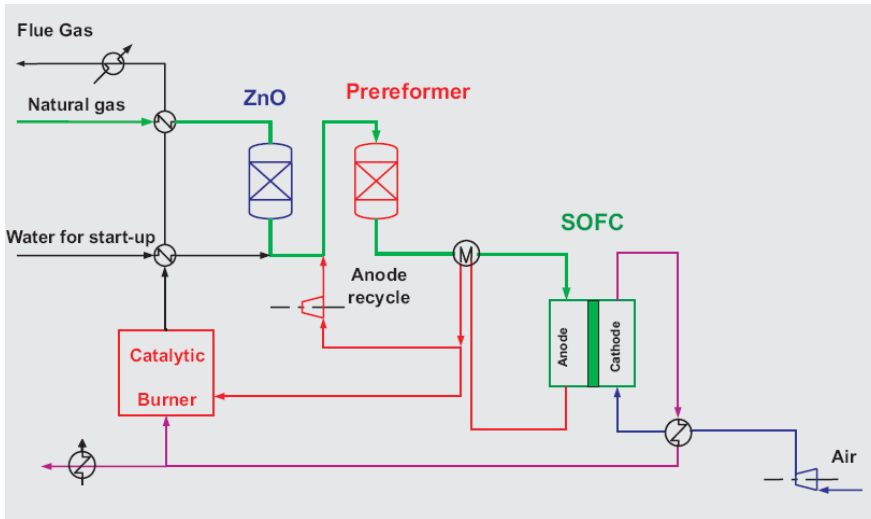 Flue Gas
ZnO
Prereformer
Natural gas
SOFC
Water for start-up
Anode
recycle
M
Anode
Cathode
Catalytic
Burner
Air